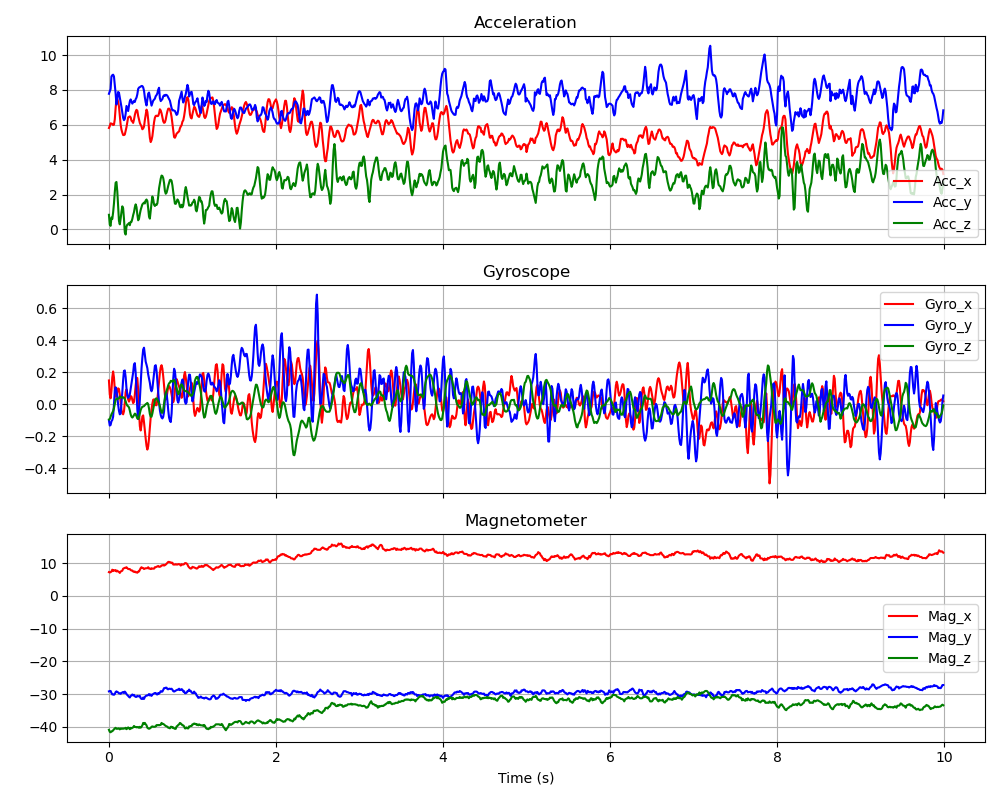 Acceleration
10
8
6
4
2
0
Acc_x
Acc_y
Acc_z
Gyroscope
0.6
0.4
0.2
0.0
−0.2
−0.4
Gyro_x
Gyro_y
Gyro_z
Magnetometer
10
0
−10
−20
−30
−40
Mag_x
Mag_y
Mag_z
0 2 4 6 8 10
Time (s)